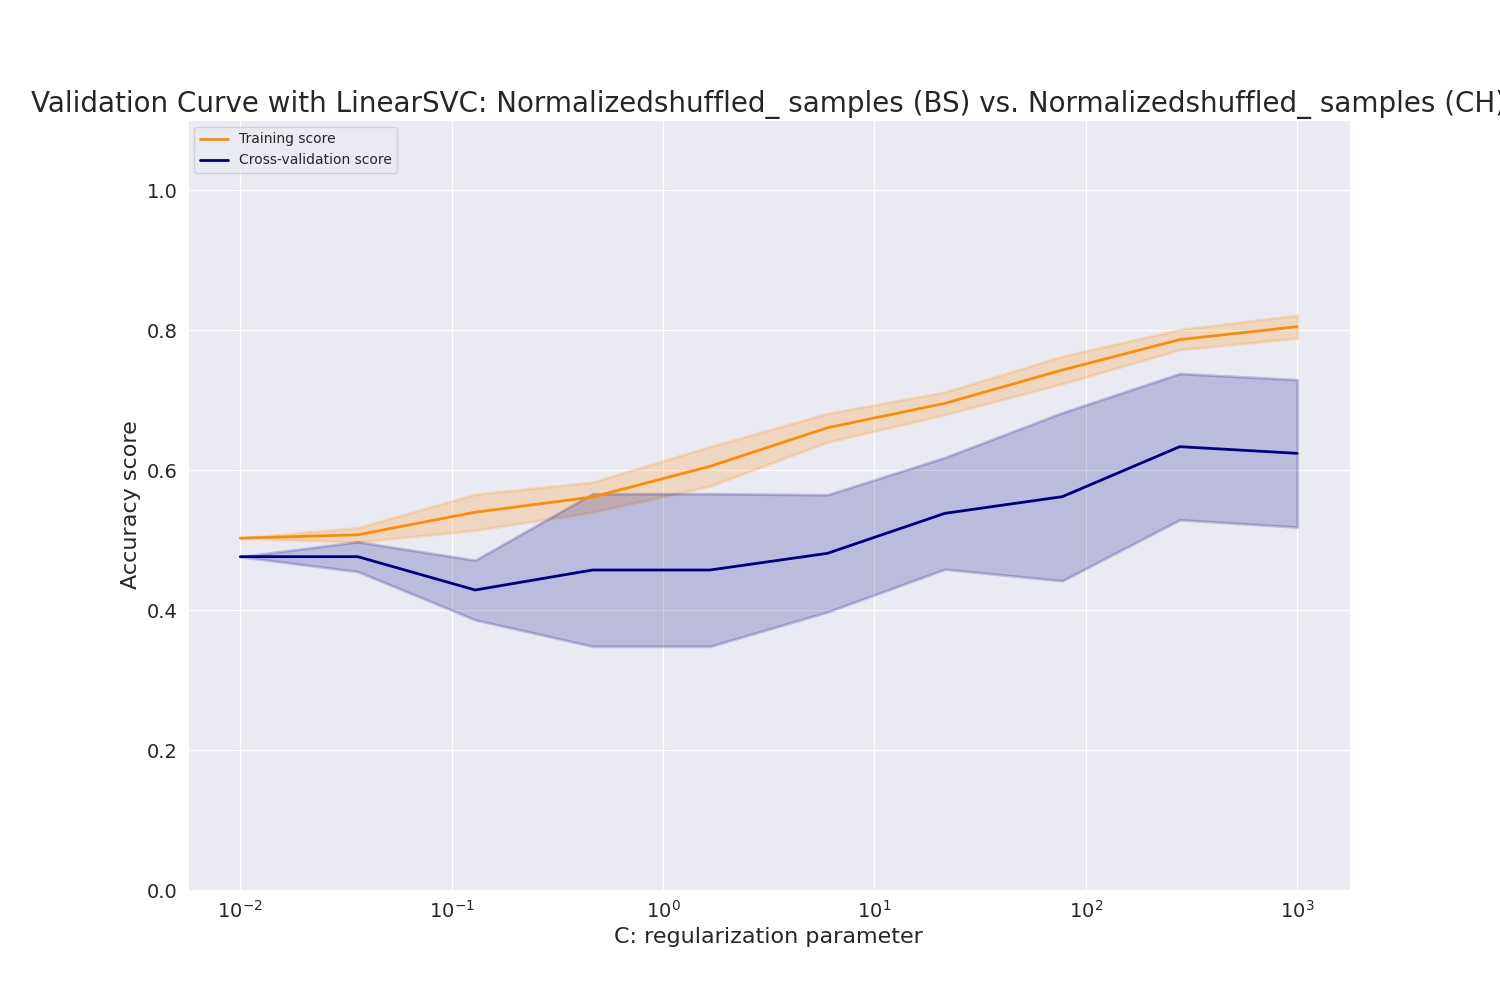 Validation Curve with LinearSVC: Normalizedshuffled_ samples (BS) vs. Normalizedshuffled_ samples (CH)
Training score
Cross-validation score
1.0
0.8
0.6
0.4
0.2
0.0
Accuracy score
10⁻² 10⁻¹ 10⁰ 10¹ 10² 10³
C: regularization parameter